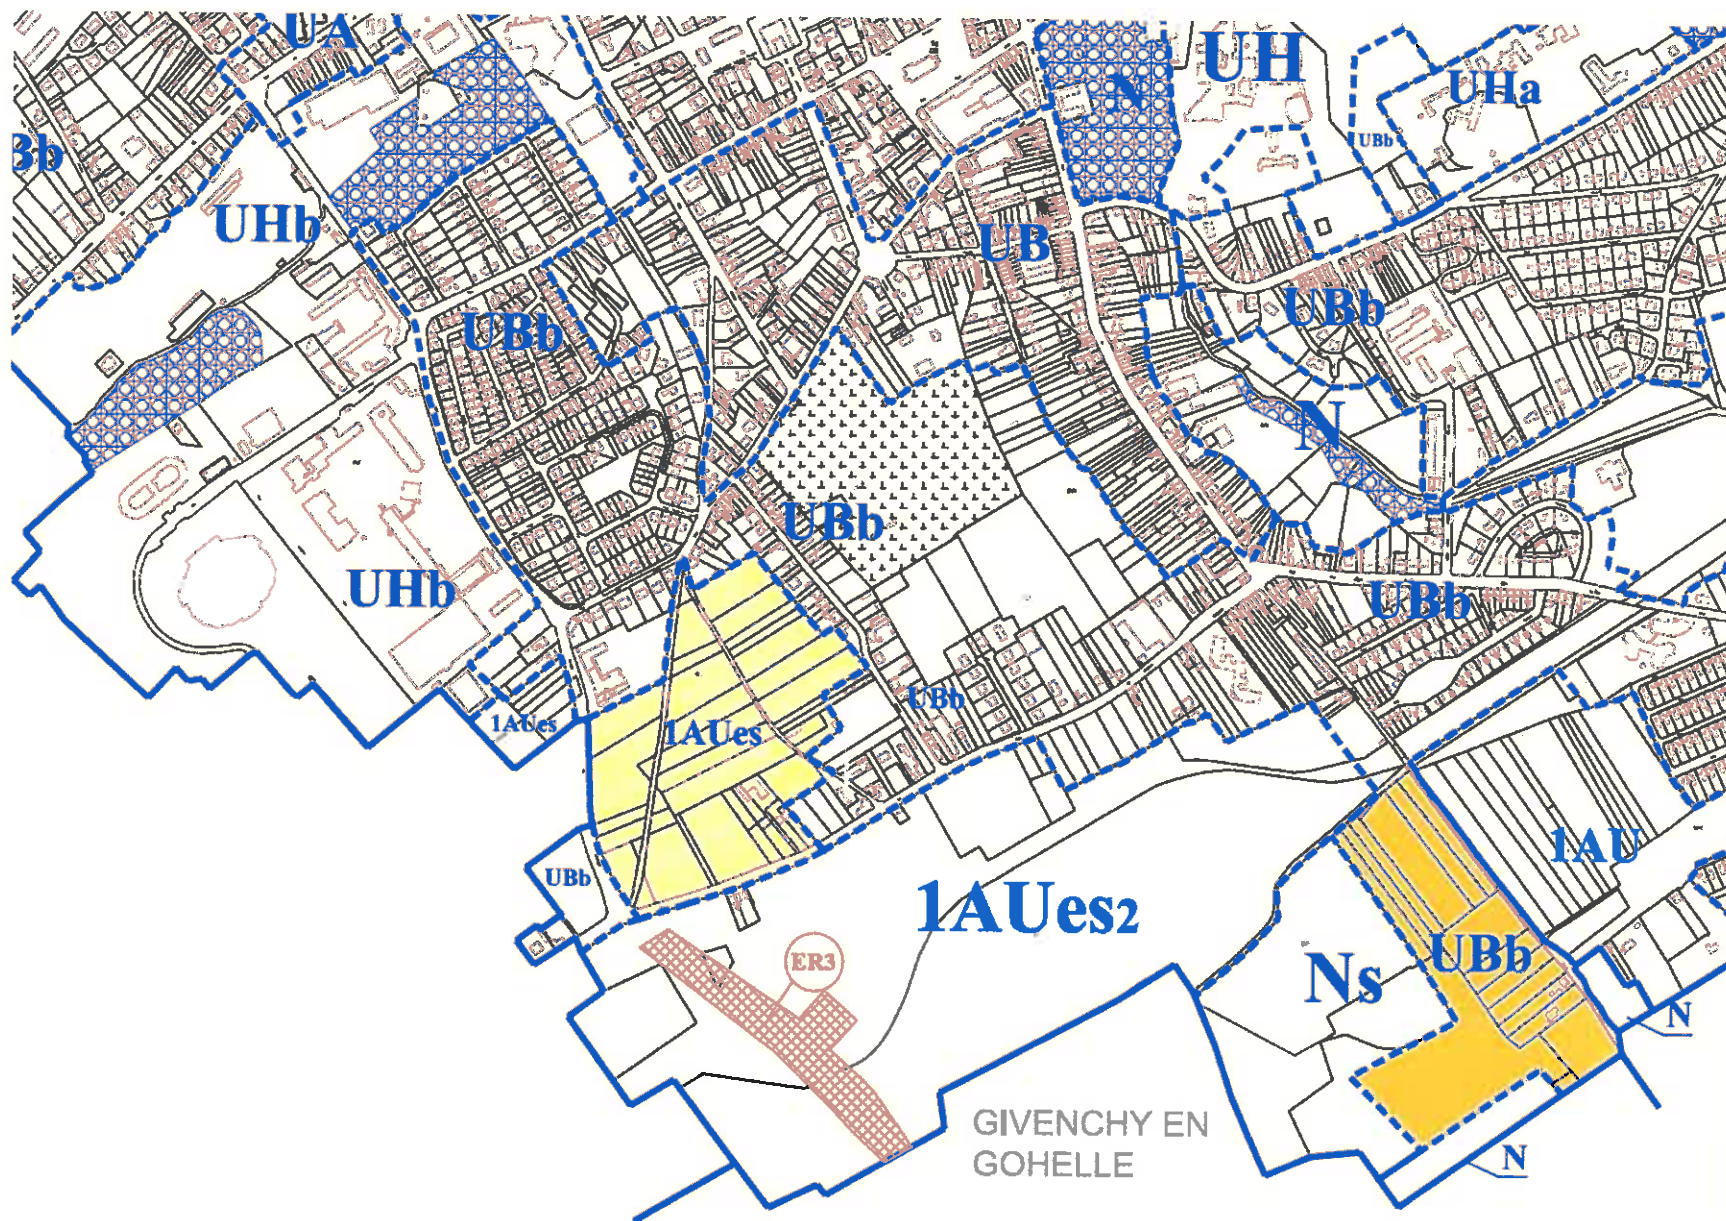 UA
UH
N
UHa
UBb
Bb
UHb
UB
UBb
UBb
N
UBb
UHb
UBb
UBb
1AUes
1AUes
UBb
1AU
1AUes2
UBb
Ns
ER3
N
GIVENCHY EN
GOHELLE
N